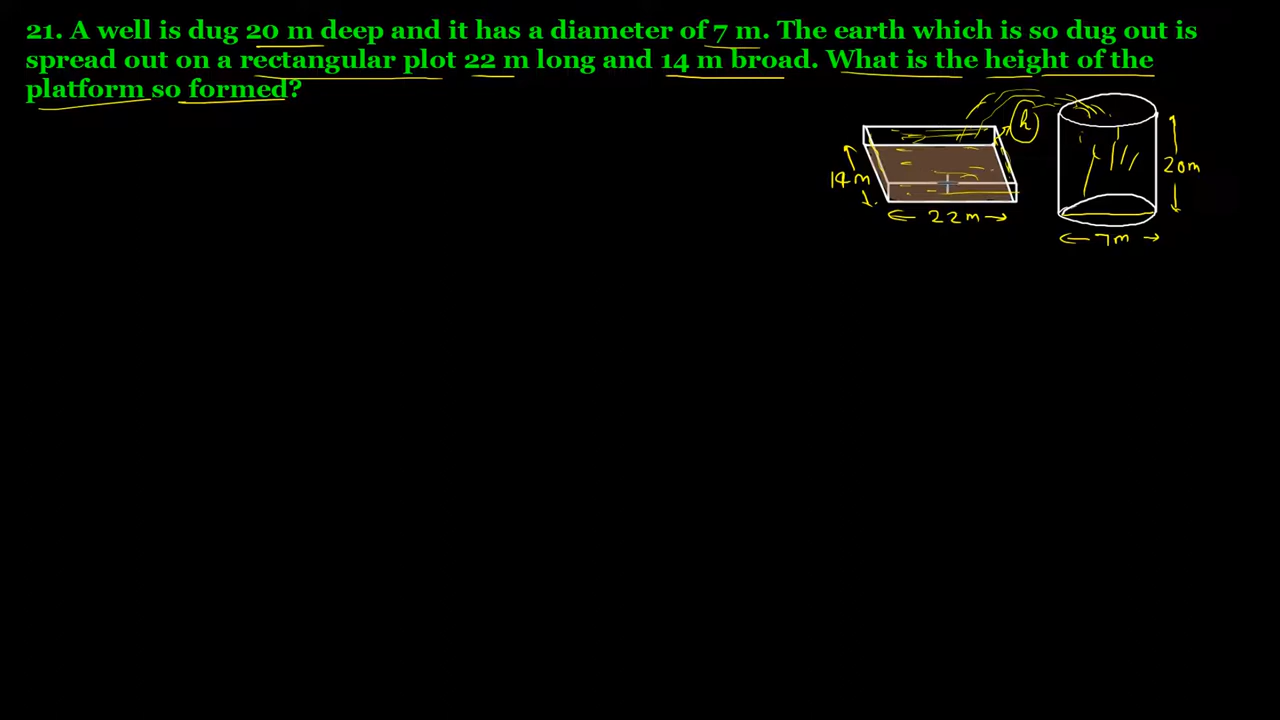 21. A well is dug 20 m deep and it has a diameter of 7 m. The earth which is so dug out is
spread out on a rectangular plot 22 m long and 14 m broad. What is the height of the
platform so formed?
h
14m
20m
22m
7m